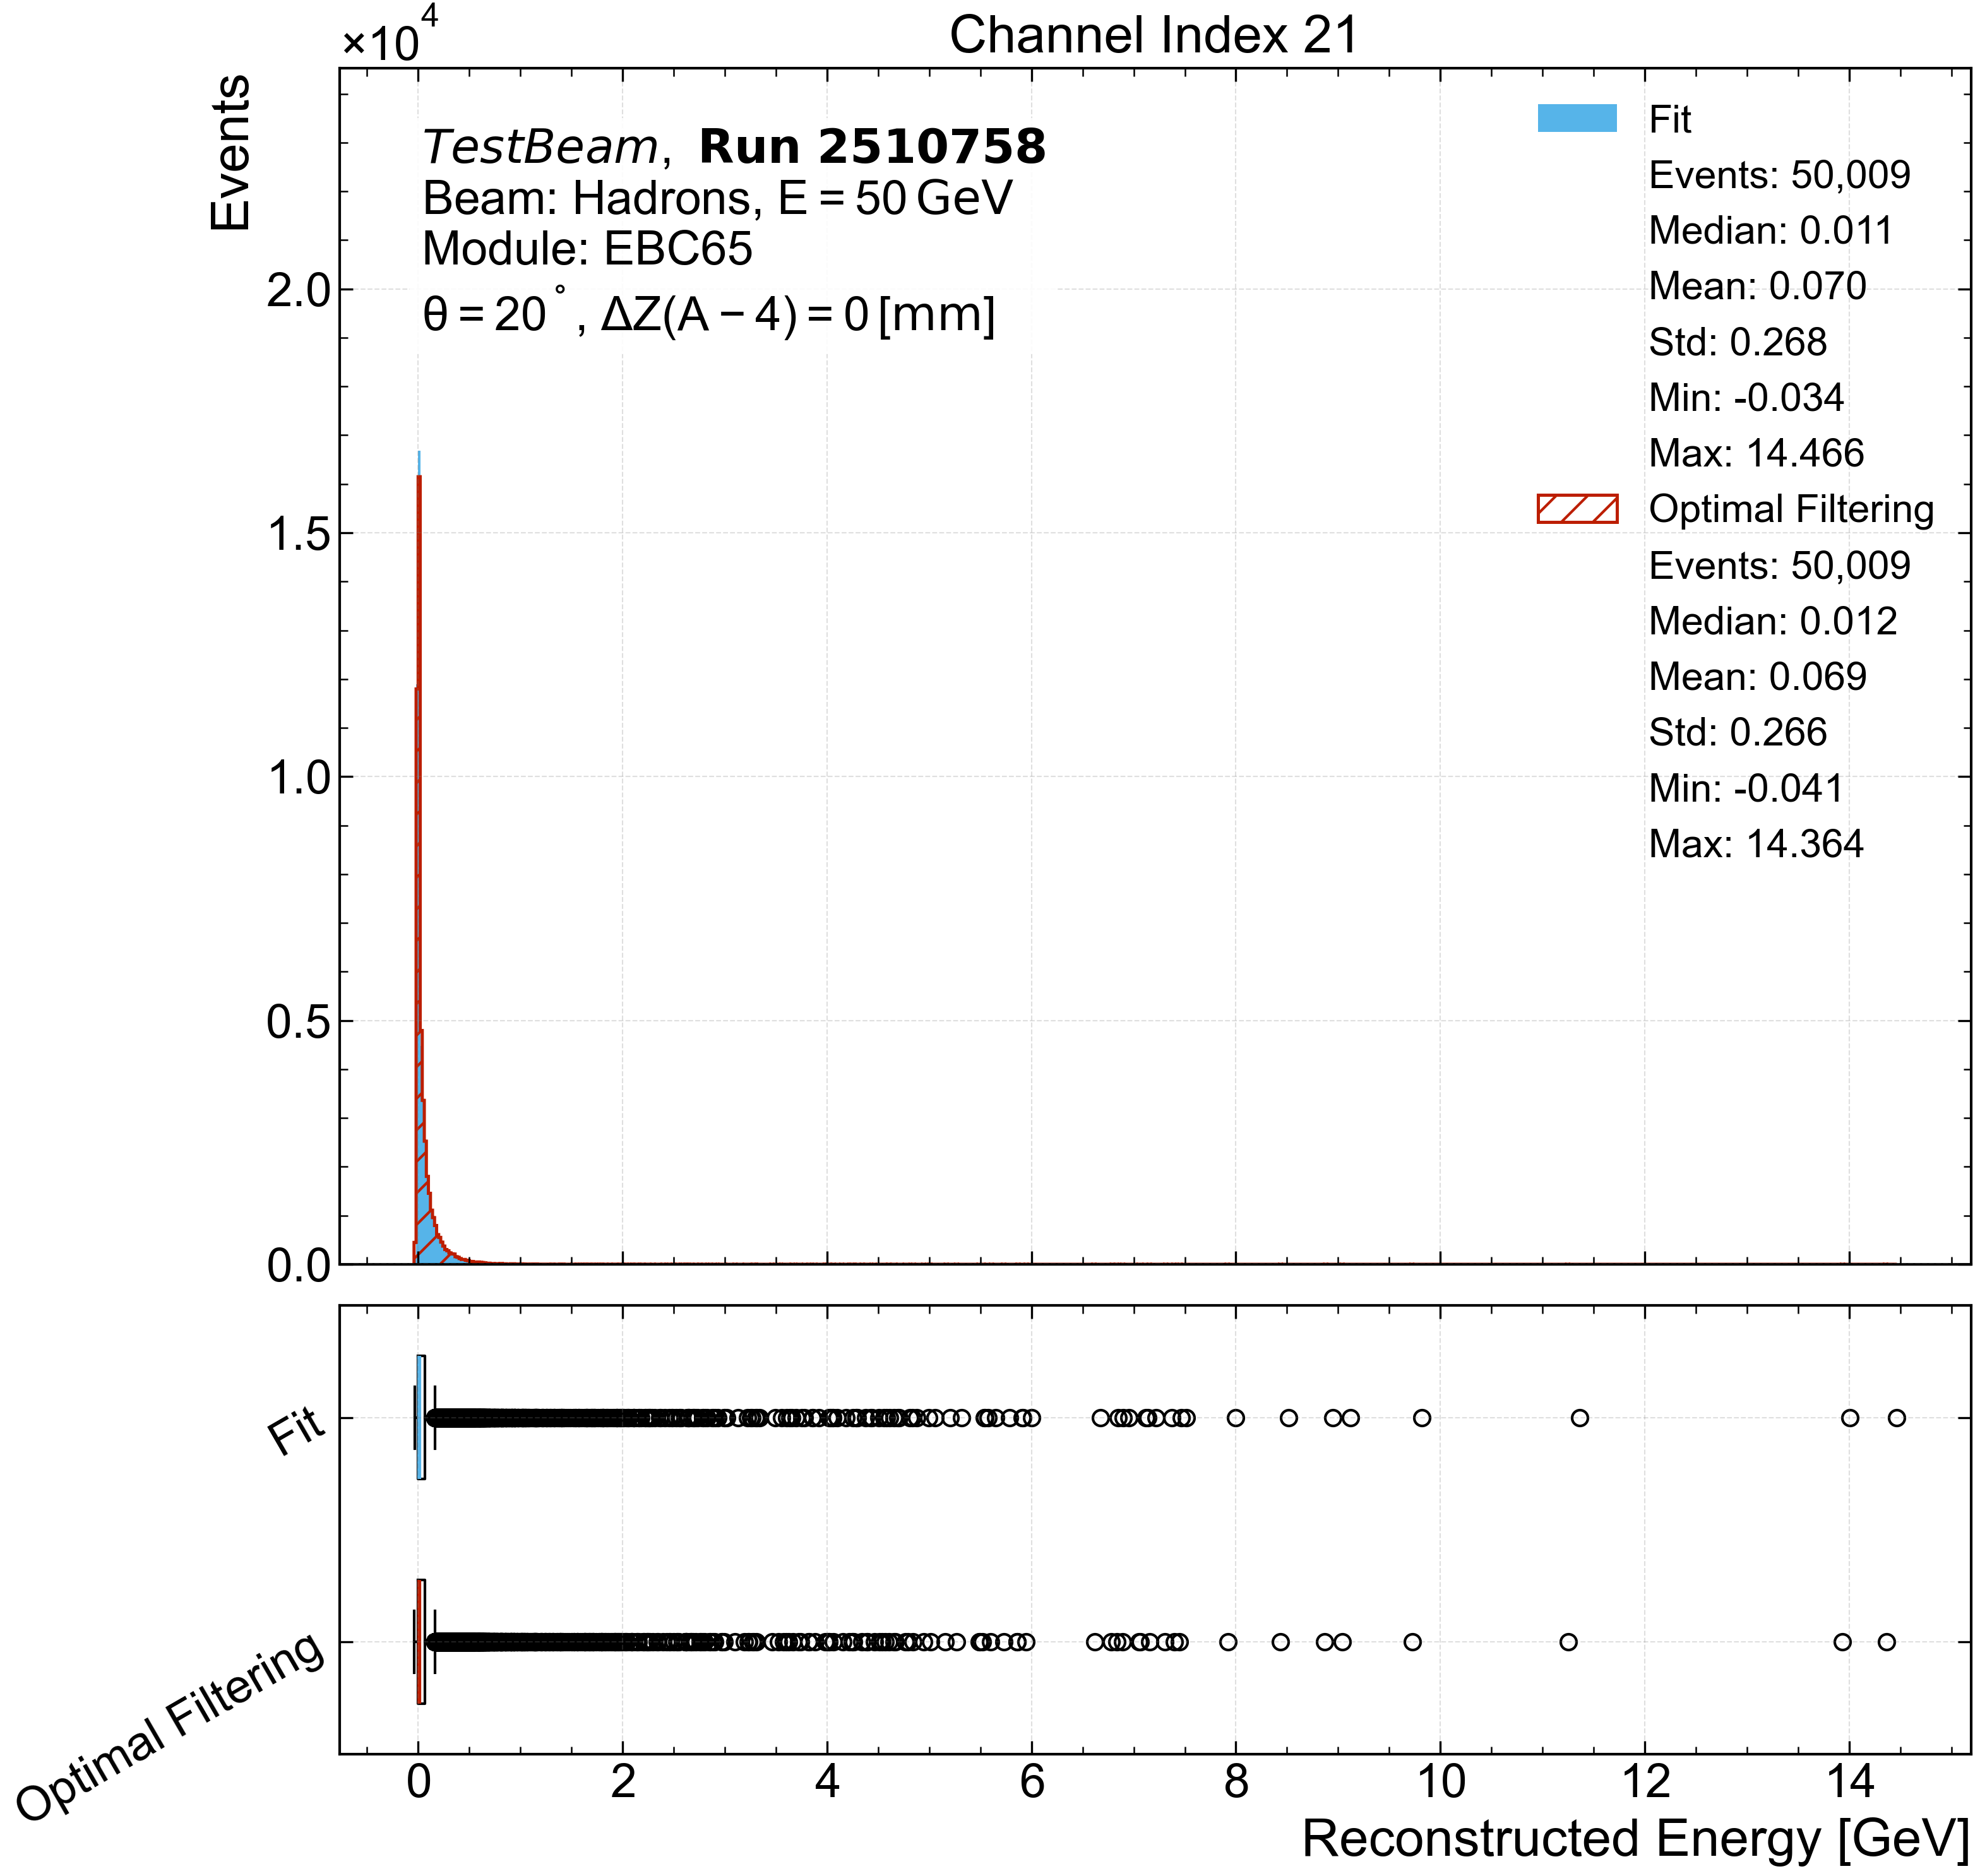 Channel Index 21
×10^4
Events
TestBeam, Run 2510758
Beam: Hadrons, E = 50 GeV
Module: EBC65
θ = 20°, ΔZ(A − 4) = 0 [mm]
Fit
Events: 50,009
Median: 0.011
Mean: 0.070
Std: 0.268
Min: -0.034
Max: 14.466
Optimal Filtering
Events: 50,009
Median: 0.012
Mean: 0.069
Std: 0.266
Min: -0.041
Max: 14.364
2.0
1.5
1.0
0.5
0.0
Fit
Optimal Filtering
0 2 4 6 8 10 12 14
Reconstructed Energy [GeV]